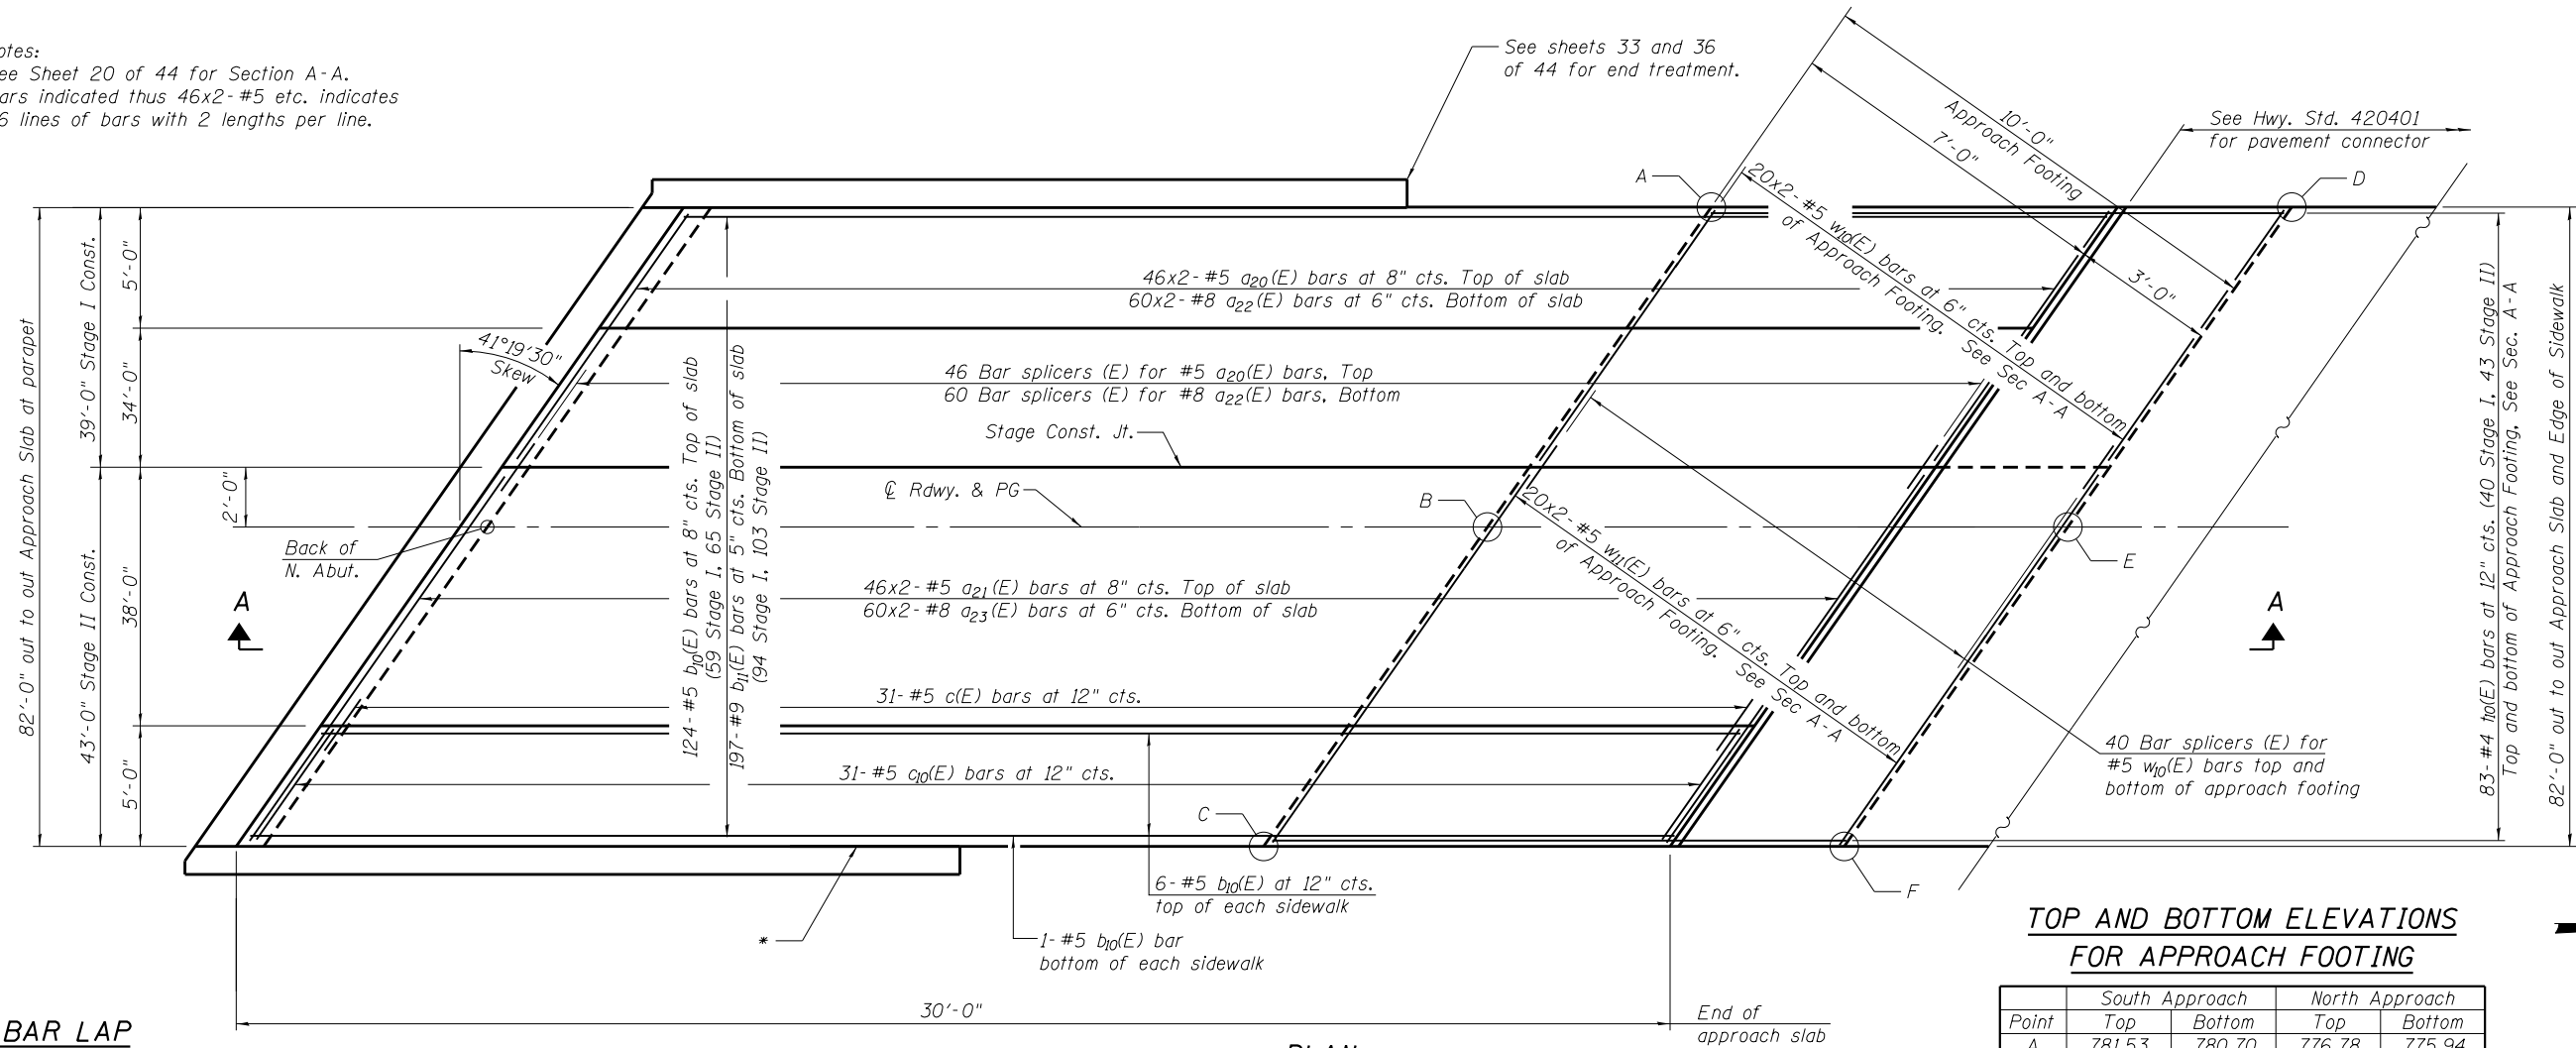 otes:
ee Sheet 20 of 44 for Section A-A.
ars indicated thus 46x2-#5 etc. indicates
6 lines of bars with 2 lengths per line.
See sheets 33 and 36
of 44 for end treatment.
10'-0"
Approach Footing
7'-0"
3'-0"
See Hwy. Std. 420401
for pavement connector
A
D
82'-0" out to out Approach Slab at parapet
39'-0" Stage I Const.
43'-0" Stage II Const.
5'-0"
34'-0"
2'-0"
38'-0"
5'-0"
41°19'30"
Skew
46x2-#5 a20(E) bars at 8" cts. Top of slab
60x2-#8 a22(E) bars at 6" cts. Bottom of slab
20x2-#5 w10(E) bars at 6" cts. Top and bottom
of Approach Footing. See Sec A-A
46 Bar splicers (E) for #5 a20(E) bars, Top
60 Bar splicers (E) for #8 a22(E) bars, Bottom
Stage Const. Jt.
℄ Rdwy. & PG
B
E
Back of
N. Abut.
124-#5 b10(E) bars at 8" cts. Top of slab
(59 Stage I, 65 Stage II)
197-#9 b11(E) bars at 5" cts. Bottom of slab
(94 Stage I, 103 Stage II)
20x2-#5 w11(E) bars at 6" cts. Top and bottom
of Approach Footing. See Sec A-A
46x2-#5 a21(E) bars at 8" cts. Top of slab
60x2-#8 a23(E) bars at 6" cts. Bottom of slab
A
A
31-#5 c(E) bars at 12" cts.
31-#5 c10(E) bars at 12" cts.
40 Bar splicers (E) for
#5 w10(E) bars top and
bottom of approach footing
83-#4 t10(E) bars at 12" cts. (40 Stage I, 43 Stage II)
Top and bottom of Approach Footing, See Sec. A-A
82'-0" out to out Approach Slab and Edge of Sidewalk
C
F
6-#5 b10(E) at 12" cts.
top of each sidewalk
*
1-#5 b10(E) bar
bottom of each sidewalk
30'-0"
End of
approach slab
BAR LAP
PLAN
TOP AND BOTTOM ELEVATIONS
FOR APPROACH FOOTING
South Approach North Approach
Point Top Bottom Top Bottom
A 781.53 780.70 776.78 775.94